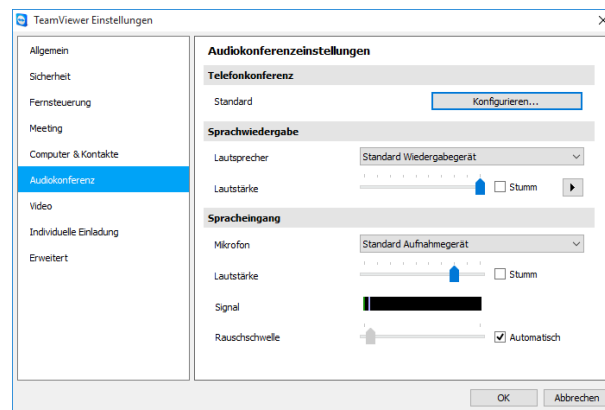 TeamViewer Einstellungen
Allgemein
Sicherheit
Fernsteuerung
Meeting
Computer & Kontakte
Audiokonferenz
Video
Individuelle Einladung
Erweitert
Audiokonferenzeinstellungen
Telefonkonferenz
Standard
Konfigurieren...
Sprachwiedergabe
Lautsprecher
Standard Wiedergabegerät
Lautstärke
Stumm
Spracheingang
Mikrofon
Standard Aufnahmegerät
Lautstärke
Stumm
Signal
Rauschschwelle
Automatisch
OK
Abbrechen